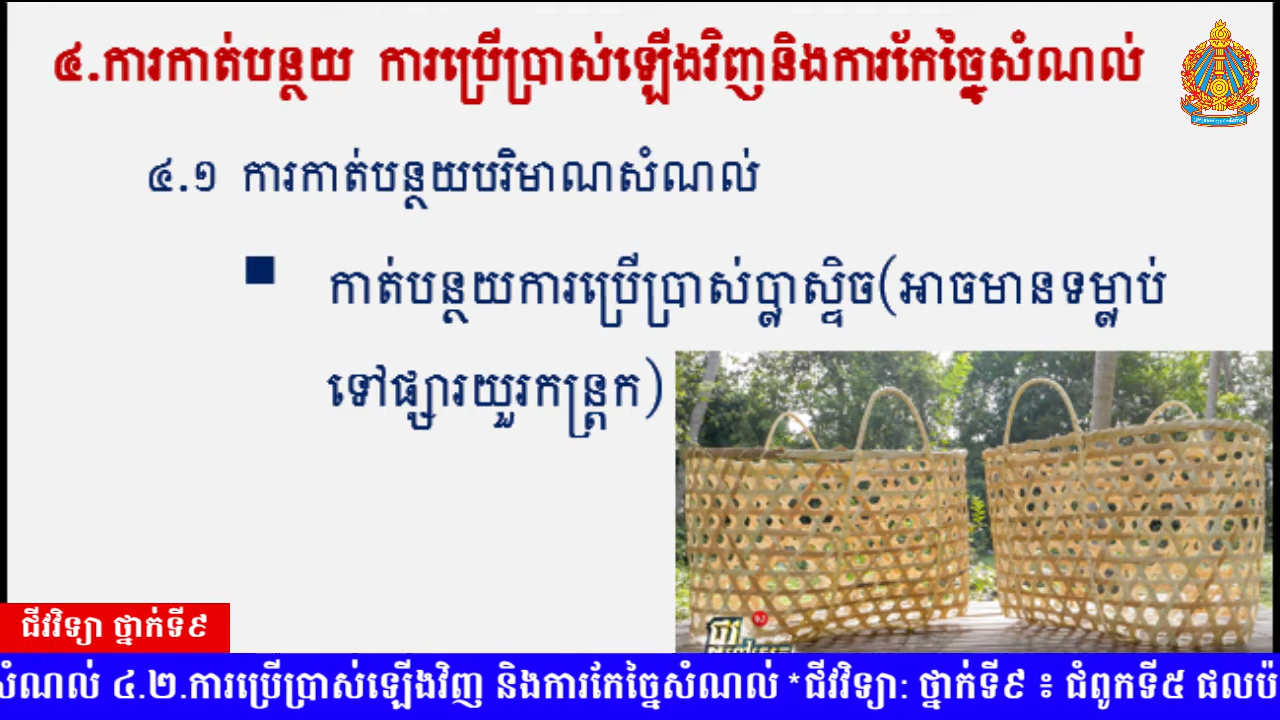 ៤.ការកាត់បន្ថយ ការប្រើប្រាស់ឡើងវិញនិងការកែច្នៃសំណល់
៤.១ ការកាត់បន្ថយបរិមាណសំណល់
កាត់បន្ថយការប្រើប្រាស់ប្លាស្ទិច(អាចមានទម្លាប់
ទៅផ្សារយួរកន្ត្រក)
ជីវវិទ្យា ថ្នាក់ទី៩
សំណល់ ៤.២.ការប្រើប្រាស់ឡើងវិញ និងការកែច្នៃសំណល់ *ជីវវិទ្យា: ថ្នាក់ទី៩ ៖ ជំពូកទី៥ ផលប៉